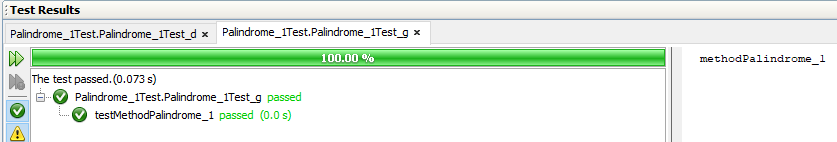 Test Results
Palindrome_1Test.Palindrome_1Test_d × Palindrome_1Test.Palindrome_1Test_g ×
100.00 %
methodPalindrome_1
The test passed.(0.073 s)
Palindrome_1Test.Palindrome_1Test_g passed
testMethodPalindrome_1 passed (0.0 s)